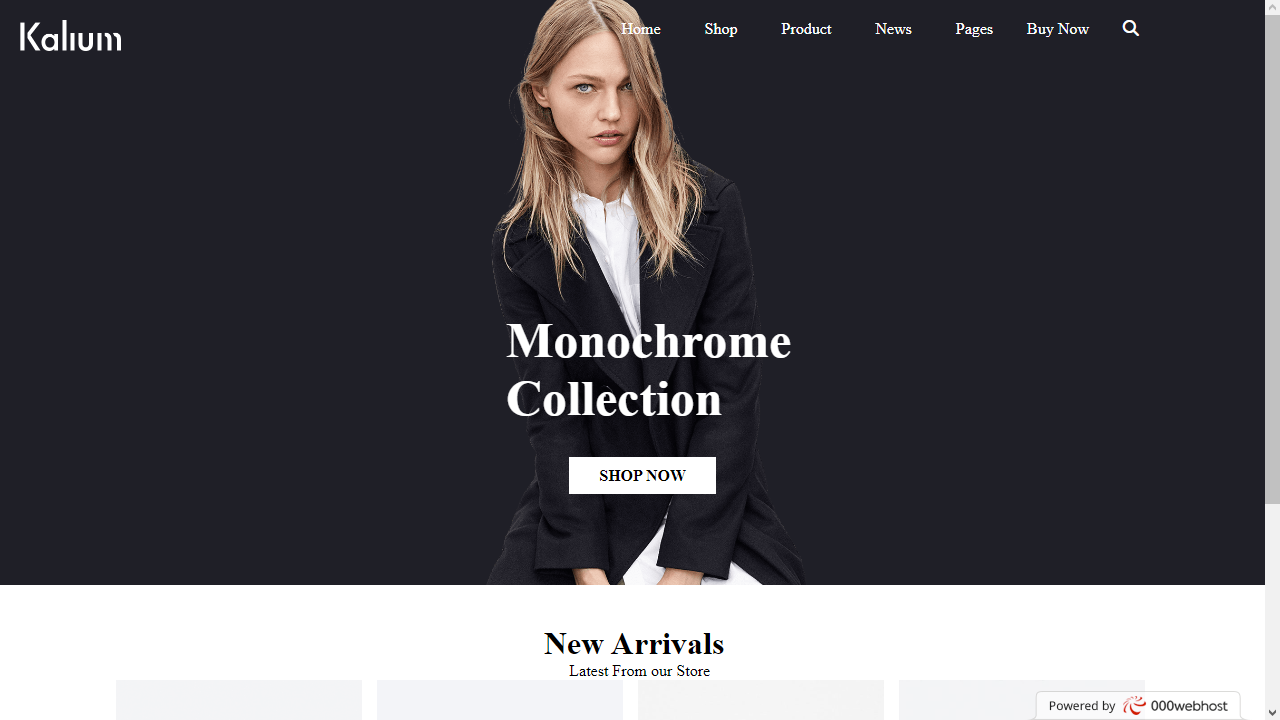 Kalium
Home Shop Product News Pages Buy Now
Monochrome
Collection
SHOP NOW
New Arrivals
Latest From our Store
Powered by 000webhost